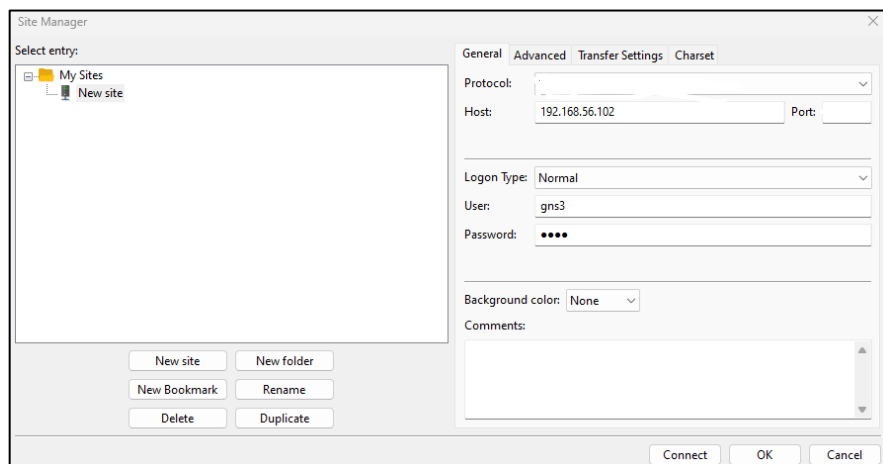 Site Manager
Select entry:
My Sites
New site
New site
New folder
New Bookmark
Rename
Delete
Duplicate
General
Advanced
Transfer Settings
Charset
Protocol:
Host:
192.168.56.102
Port:
Logon Type:
Normal
User:
gns3
Password:
●●●●
Background color:
None
Comments:
Connect
OK
Cancel